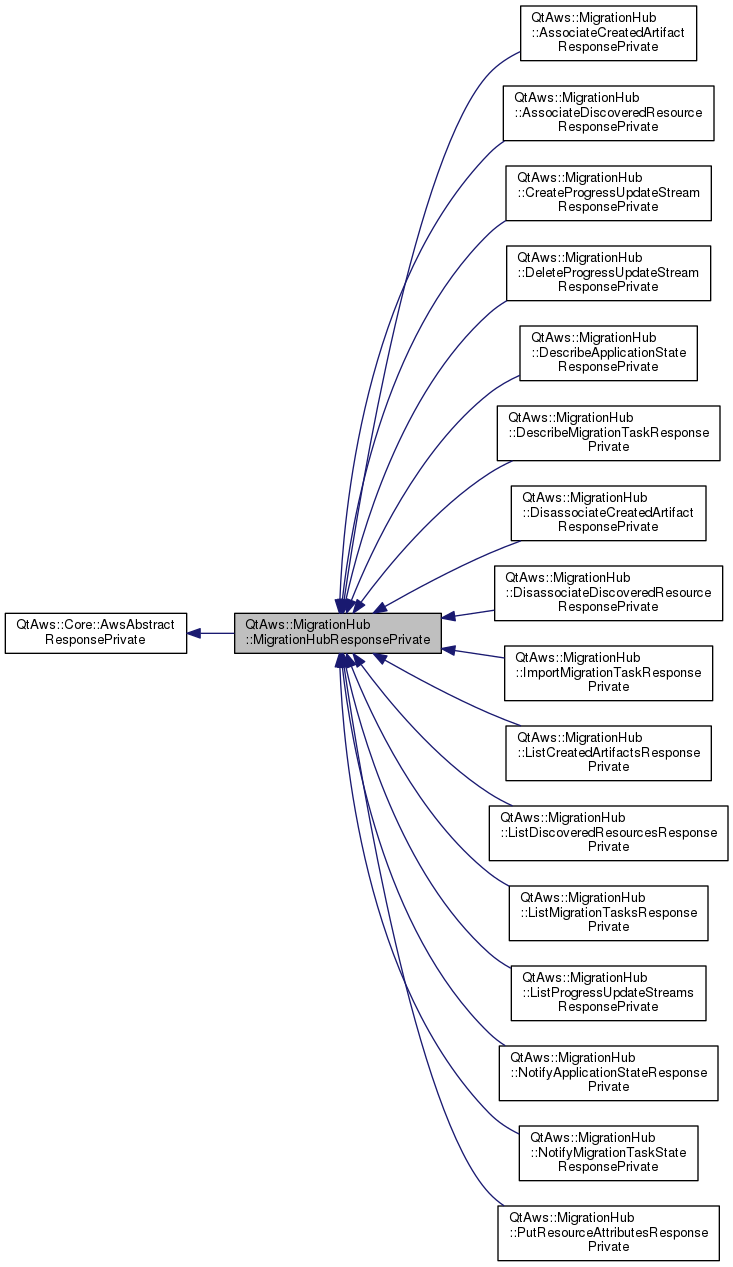 QtAws::MigrationHub
::AssociateCreatedArtifact
ResponsePrivate
QtAws::MigrationHub
::AssociateDiscoveredResource
ResponsePrivate
QtAws::MigrationHub
::CreateProgressUpdateStream
ResponsePrivate
QtAws::MigrationHub
::DeleteProgressUpdateStream
ResponsePrivate
QtAws::MigrationHub
::DescribeApplicationState
ResponsePrivate
QtAws::MigrationHub
::DescribeMigrationTaskResponse
Private
QtAws::MigrationHub
::DisassociateCreatedArtifact
ResponsePrivate
QtAws::MigrationHub
::DisassociateDiscoveredResource
ResponsePrivate
QtAws::Core::AwsAbstract
ResponsePrivate
QtAws::MigrationHub
::MigrationHubResponsePrivate
QtAws::MigrationHub
::ImportMigrationTaskResponse
Private
QtAws::MigrationHub
::ListCreatedArtifactsResponse
Private
QtAws::MigrationHub
::ListDiscoveredResourcesResponse
Private
QtAws::MigrationHub
::ListMigrationTasksResponse
Private
QtAws::MigrationHub
::ListProgressUpdateStreams
ResponsePrivate
QtAws::MigrationHub
::NotifyApplicationStateResponse
Private
QtAws::MigrationHub
::NotifyMigrationTaskState
ResponsePrivate
QtAws::MigrationHub
::PutResourceAttributesResponse
Private